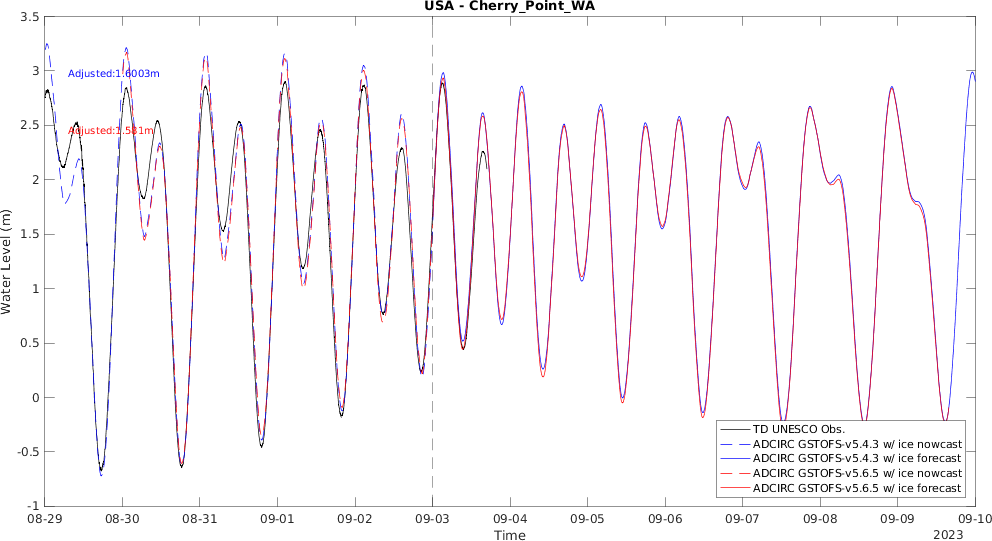 USA - Cherry_Point_WA
3.5
3
2.5
2
1.5
1
0.5
0
-0.5
-1
Water Level (m)
Adjusted:1.6003m
Adjusted:1.581m
TD UNESCO Obs.
ADCIRC GSTOFS-v5.4.3 w/ ice nowcast
ADCIRC GSTOFS-v5.4.3 w/ ice forecast
ADCIRC GSTOFS-v5.6.5 w/ ice nowcast
ADCIRC GSTOFS-v5.6.5 w/ ice forecast
08-29 08-30 08-31 09-01 09-02 09-03 09-04 09-05 09-06 09-07 09-08 09-09 09-10
Time
2023